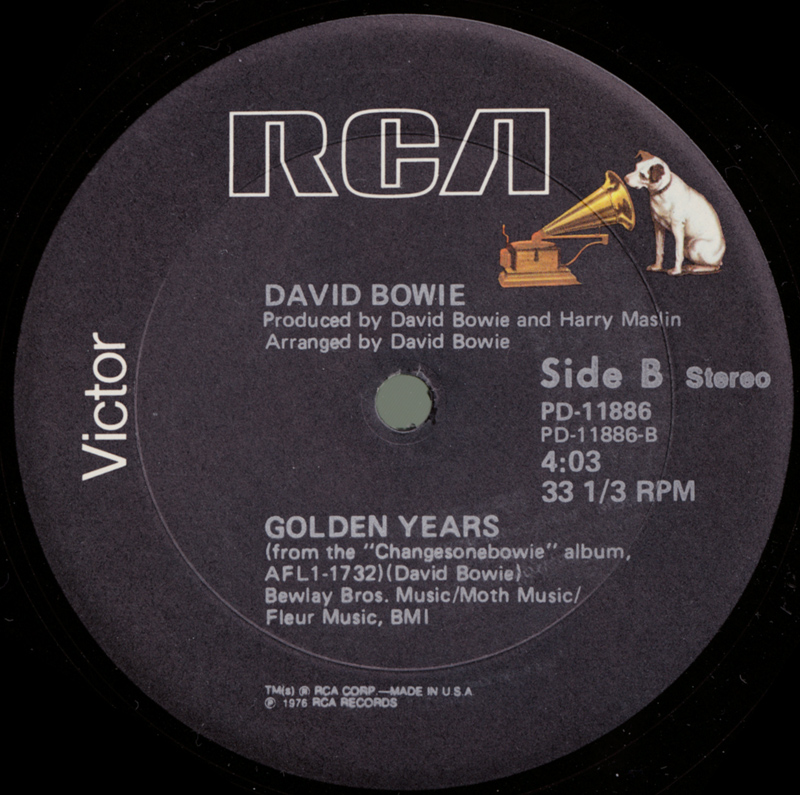 RCA
Victor
DAVID BOWIE
Produced by David Bowie and Harry Maslin
Arranged by David Bowie
Side B Stereo
PD-11886
PD-11886-B
4:03
33 1/3 RPM
GOLDEN YEARS
(from the "Changesonebowie" album,
AFL1-1732)(David Bowie)
Bewlay Bros. Music/Moth Music/
Fleur Music, BMI
TM(s) ® RCA CORP.—MADE IN U.S.A
℗ 1976 RCA RECORDS